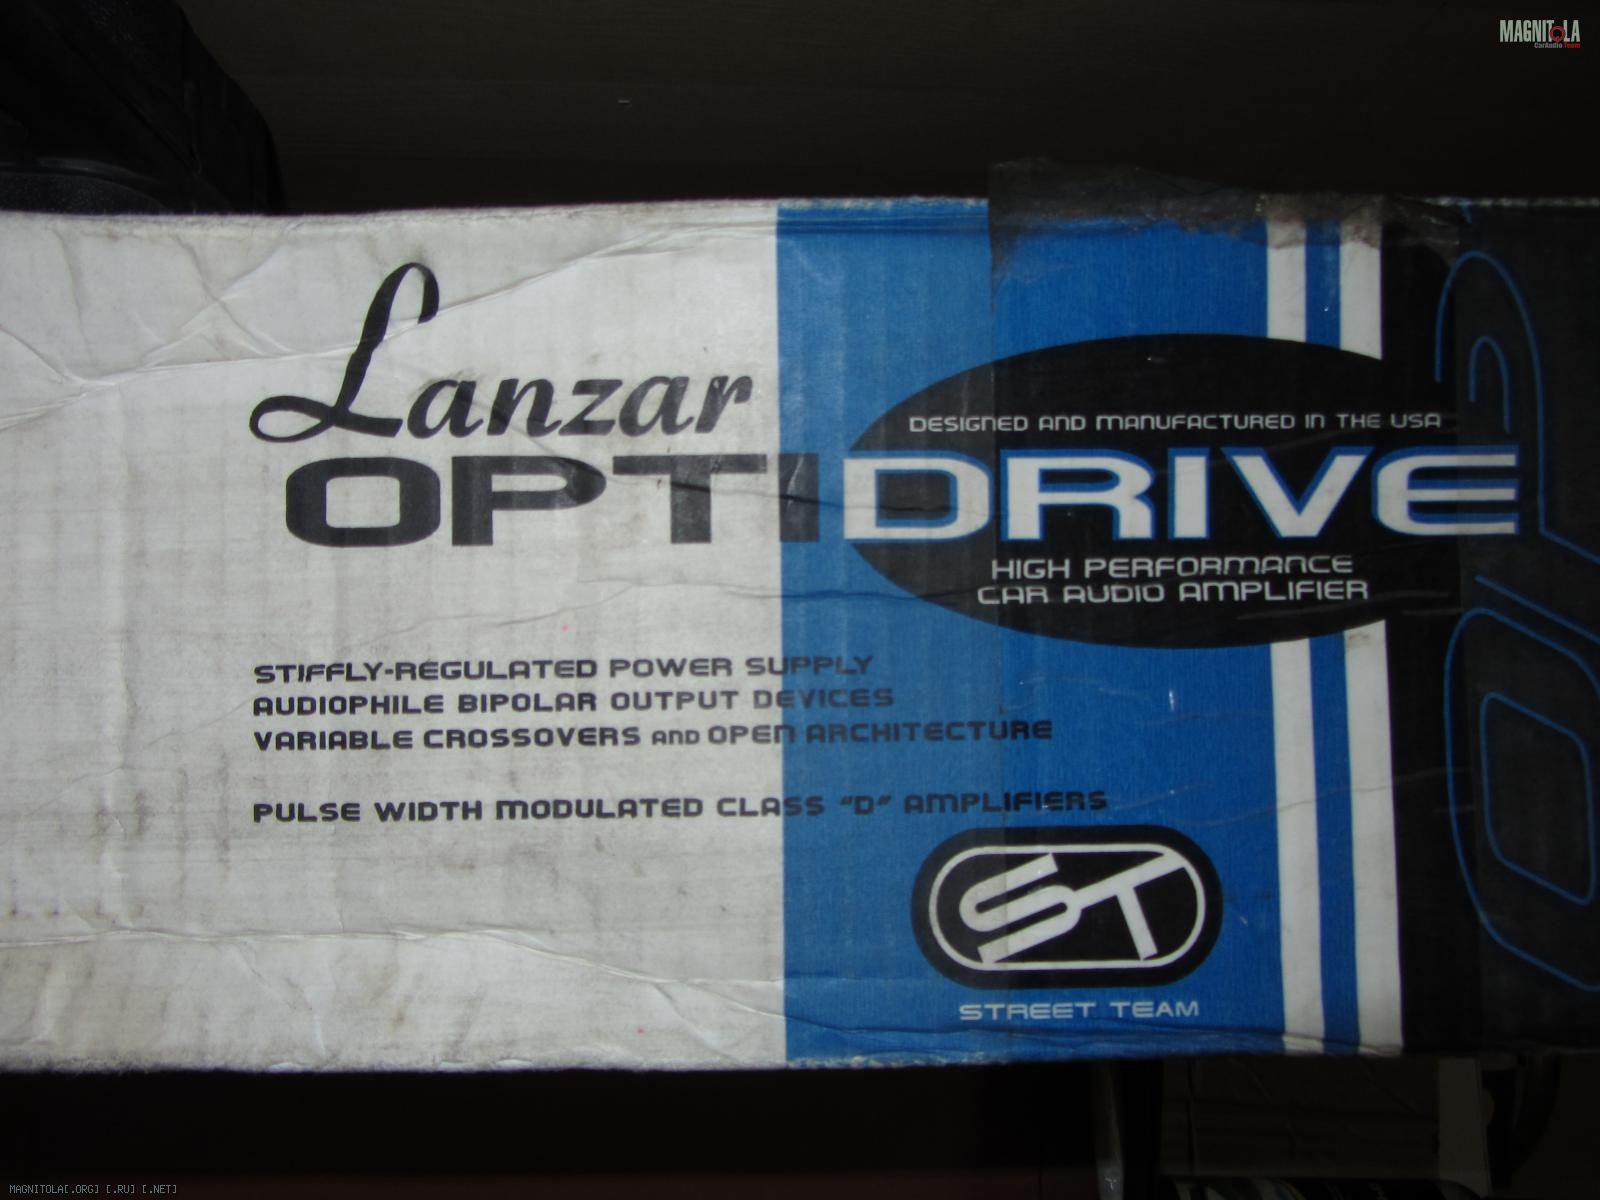 MAGNITOLA
CarAudio Team
Lanzar
OPTIDRIVE
DESIGNED AND MANUFACTURED IN THE USA
HIGH PERFORMANCE
CAR AUDIO AMPLIFIER
STIFFLY-REGULATED POWER SUPPLY
AUDIOPHILE BIPOLAR OUTPUT DEVICES
VARIABLE CROSSOVERS AND OPEN ARCHITECTURE
PULSE WIDTH MODULATED CLASS "D" AMPLIFIERS
ST
STREET TEAM
MAGNITOLA[.ORG] [.RU] [.NET]